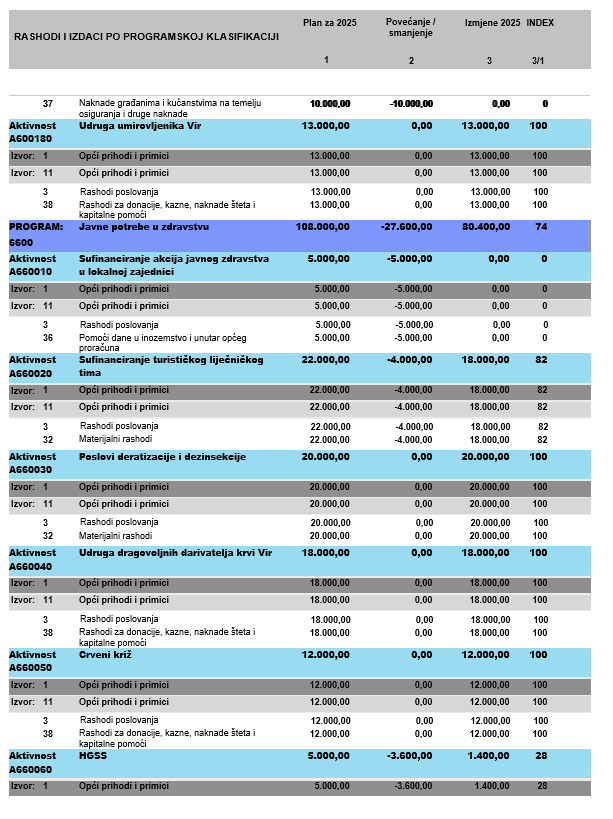 RASHODI I IZDACI PO PROGRAMSKOJ KLASIFIKACIJI Plan za 2025 Povećanje / smanjenje Izmjene 2025 INDEX
1 2 3 3/1
37 Naknade građanima i kućanstvima na temelju osiguranja i druge naknade 10.000,00 -10.000,00 0,00 0
Aktivnost A600180 Udruga umirovljenika Vir 13.000,00 0,00 13.000,00 100
Izvor: 1 Opći prihodi i primici 13.000,00 0,00 13.000,00 100
Izvor: 11 Opći prihodi i primici 13.000,00 0,00 13.000,00 100
3 Rashodi poslovanja 13.000,00 0,00 13.000,00 100
38 Rashodi za donacije, kazne, naknade šteta i kapitalne pomoći 13.000,00 0,00 13.000,00 100
PROGRAM: 6600 Javne potrebe u zdravstvu 108.000,00 -27.600,00 80.400,00 74
Aktivnost A660010 Sufinanciranje akcija javnog zdravstva u lokalnoj zajednici 5.000,00 -5.000,00 0,00 0
Izvor: 1 Opći prihodi i primici 5.000,00 -5.000,00 0,00 0
Izvor: 11 Opći prihodi i primici 5.000,00 -5.000,00 0,00 0
3 Rashodi poslovanja 5.000,00 -5.000,00 0,00 0
36 Pomoći dane u inozemstvo i unutar općeg proračuna 5.000,00 -5.000,00 0,00 0
Aktivnost A660020 Sufinanciranje turističkog liječničkog tima 22.000,00 -4.000,00 18.000,00 82
Izvor: 1 Opći prihodi i primici 22.000,00 -4.000,00 18.000,00 82
Izvor: 11 Opći prihodi i primici 22.000,00 -4.000,00 18.000,00 82
3 Rashodi poslovanja 22.000,00 -4.000,00 18.000,00 82
32 Materijalni rashodi 22.000,00 -4.000,00 18.000,00 82
Aktivnost A660030 Poslovi deratizacije i dezinsekcije 20.000,00 0,00 20.000,00 100
Izvor: 1 Opći prihodi i primici 20.000,00 0,00 20.000,00 100
Izvor: 11 Opći prihodi i primici 20.000,00 0,00 20.000,00 100
3 Rashodi poslovanja 20.000,00 0,00 20.000,00 100
32 Materijalni rashodi 20.000,00 0,00 20.000,00 100
Aktivnost A660040 Udruga dragovoljnih darivatelja krvi Vir 18.000,00 0,00 18.000,00 100
Izvor: 1 Opći prihodi i primici 18.000,00 0,00 18.000,00 100
Izvor: 11 Opći prihodi i primici 18.000,00 0,00 18.000,00 100
3 Rashodi poslovanja 18.000,00 0,00 18.000,00 100
38 Rashodi za donacije, kazne, naknade šteta i kapitalne pomoći 18.000,00 0,00 18.000,00 100
Aktivnost A660050 Crveni križ 12.000,00 0,00 12.000,00 100
Izvor: 1 Opći prihodi i primici 12.000,00 0,00 12.000,00 100
Izvor: 11 Opći prihodi i primici 12.000,00 0,00 12.000,00 100
3 Rashodi poslovanja 12.000,00 0,00 12.000,00 100
38 Rashodi za donacije, kazne, naknade šteta i kapitalne pomoći 12.000,00 0,00 12.000,00 100
Aktivnost A660060 HGSS 5.000,00 -3.600,00 1.400,00 28
Izvor: 1 Opći prihodi i primici 5.000,00 -3.600,00 1.400,00 28